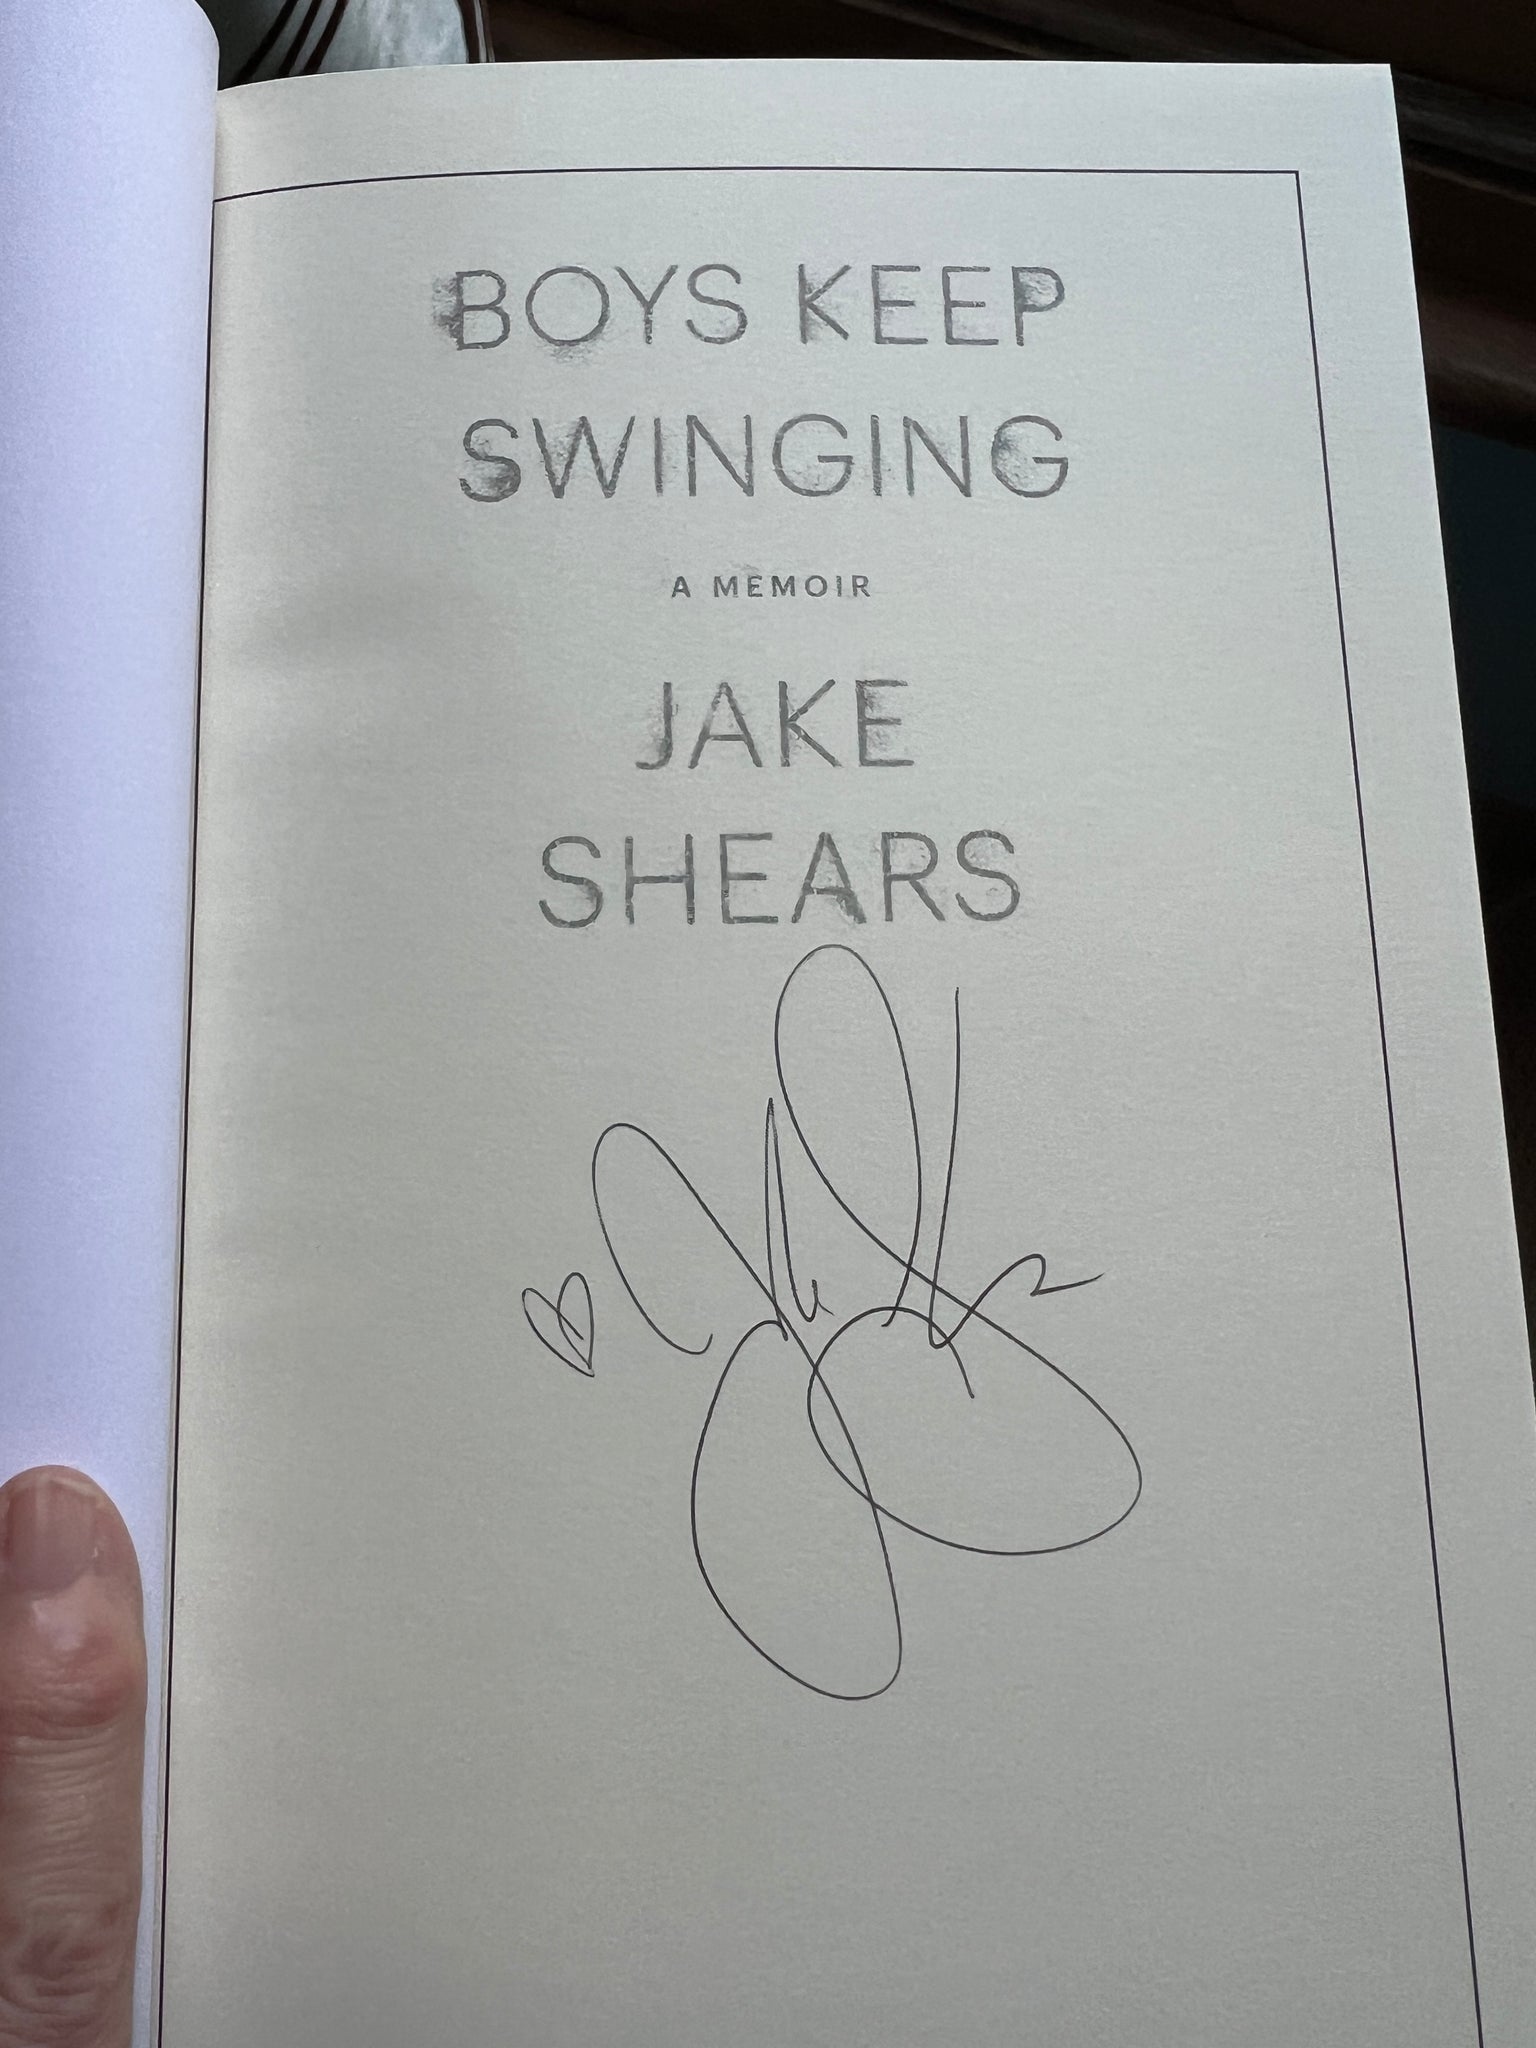 BOYS KEEP
SWINGING
A MEMOIR
JAKE
SHEARS